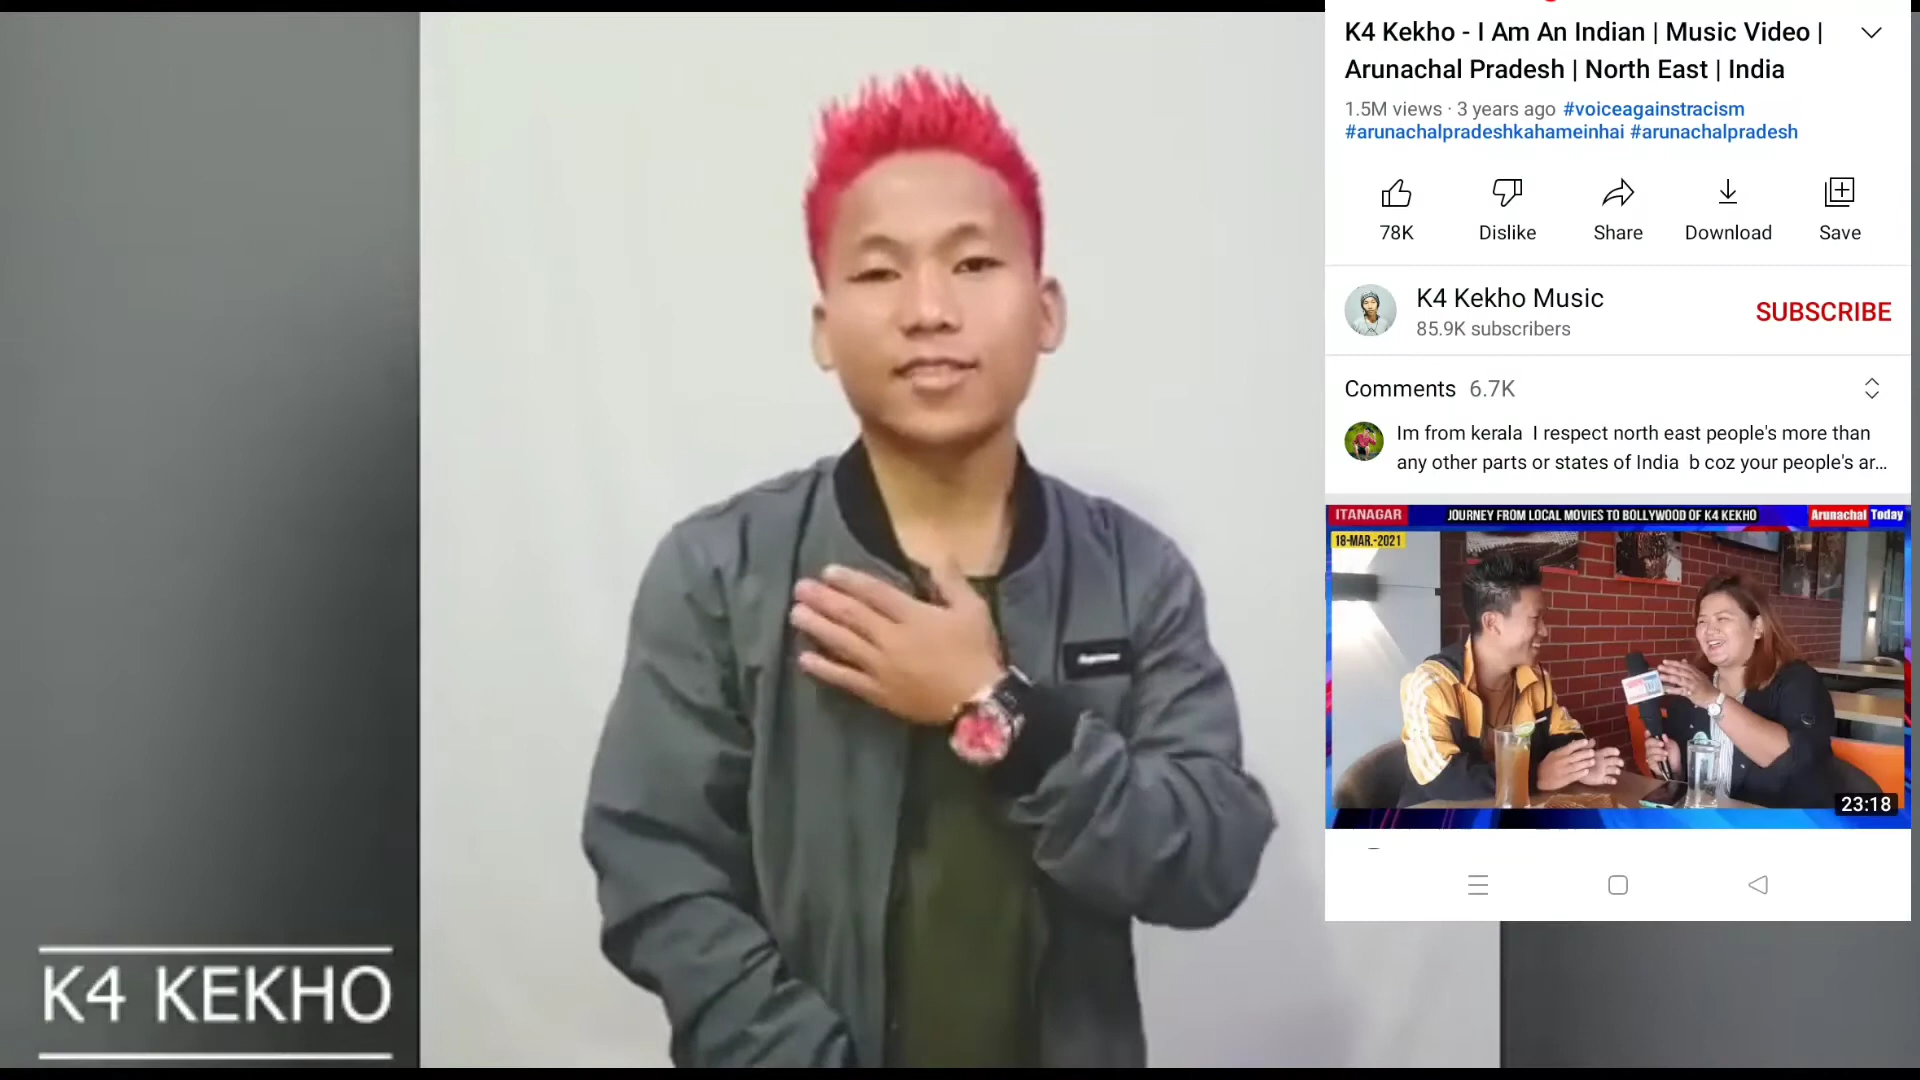 K4 Kekho - I Am An Indian | Music Video |
Arunachal Pradesh | North East | India
1.5M views · 3 years ago #voiceagainstracism
#arunachalpradeshkahameinhai #arunachalpradesh
78K
Dislike
Share
Download
Save
K4 Kekho Music
85.9K subscribers
SUBSCRIBE
Comments 6.7K
Im from kerala I respect north east people's more than
any other parts or states of India b coz your people's ar...
ITANAGAR
JOURNEY FROM LOCAL MOVIES TO BOLLYWOOD OF K4 KEKHO
Arunachal Today
18-MAR.-2021
23:18
K4 KEKHO